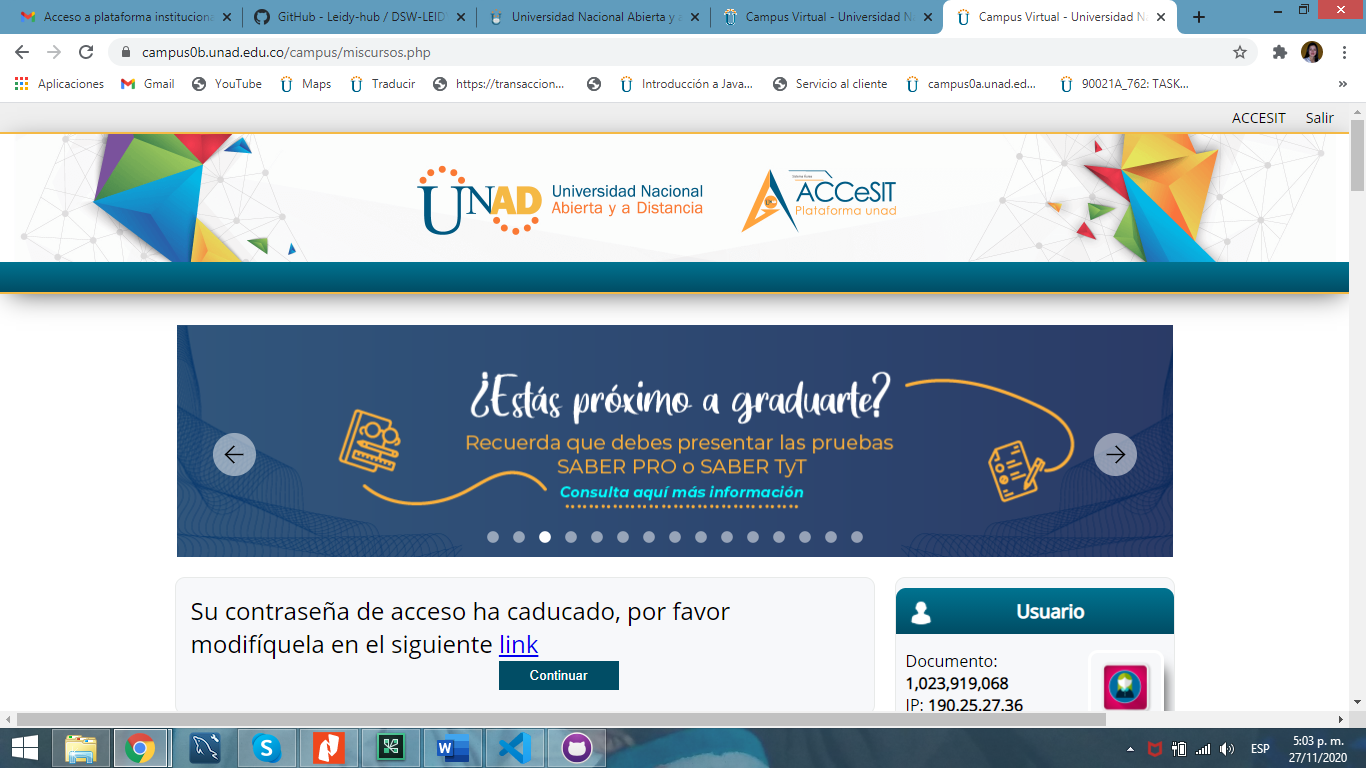 Acceso a plataforma instituciona
GitHub - Leidy-hub / DSW-LEID
Universidad Nacional Abierta y a
Campus Virtual - Universidad N
Campus Virtual - Universidad N
campus0b.unad.edu.co/campus/miscursos.php
Aplicaciones
Gmail
YouTube
Maps
Traducir
https://transaccion...
Introducción a Java...
Servicio al cliente
campus0a.unad.ed...
90021A_762: TASK...
ACCESIT
Salir
UNAD
Universidad Nacional
Abierta y a Distancia
ACCeSIT
Plataforma unad
¿Estás próximo a graduarte?
Recuerda que debes presentar las pruebas
SABER PRO o SABER TyT
Consulta aquí más información
Su contraseña de acceso ha caducado, por favor
modifíquela en el siguiente link
Continuar
Usuario
Documento:
1,023,919,068
IP: 190.25.27.36
ESP
5:03 p. m.
27/11/2020